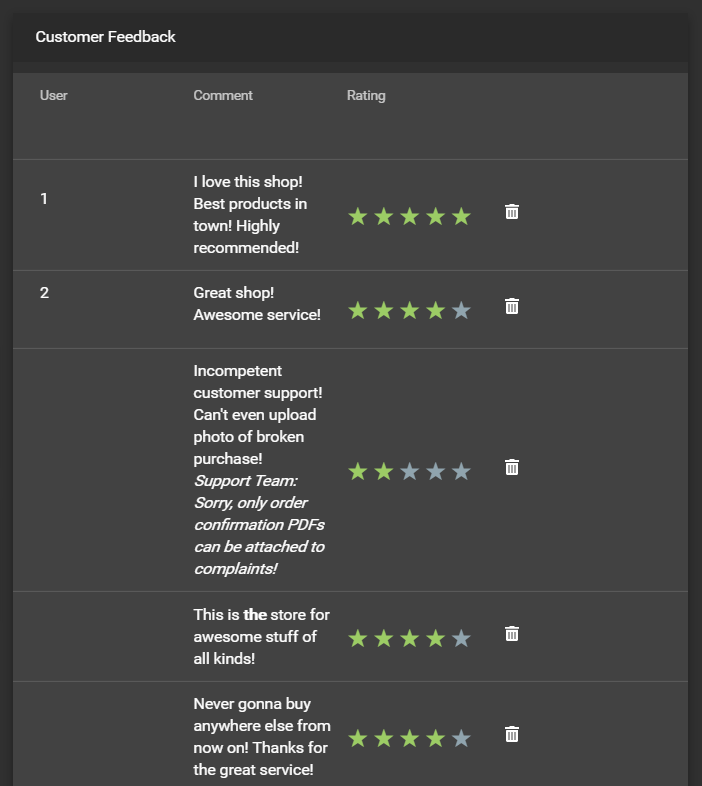 Customer Feedback
User Comment Rating
1
I love this shop!
Best products in
town! Highly
recommended!
2
Great shop!
Awesome service!
Incompetent
customer support!
Can't even upload
photo of broken
purchase!
Support Team:
Sorry, only order
confirmation PDFs
can be attached to
complaints!
This is the store for
awesome stuff of
all kinds!
Never gonna buy
anywhere else from
now on! Thanks for
the great service!